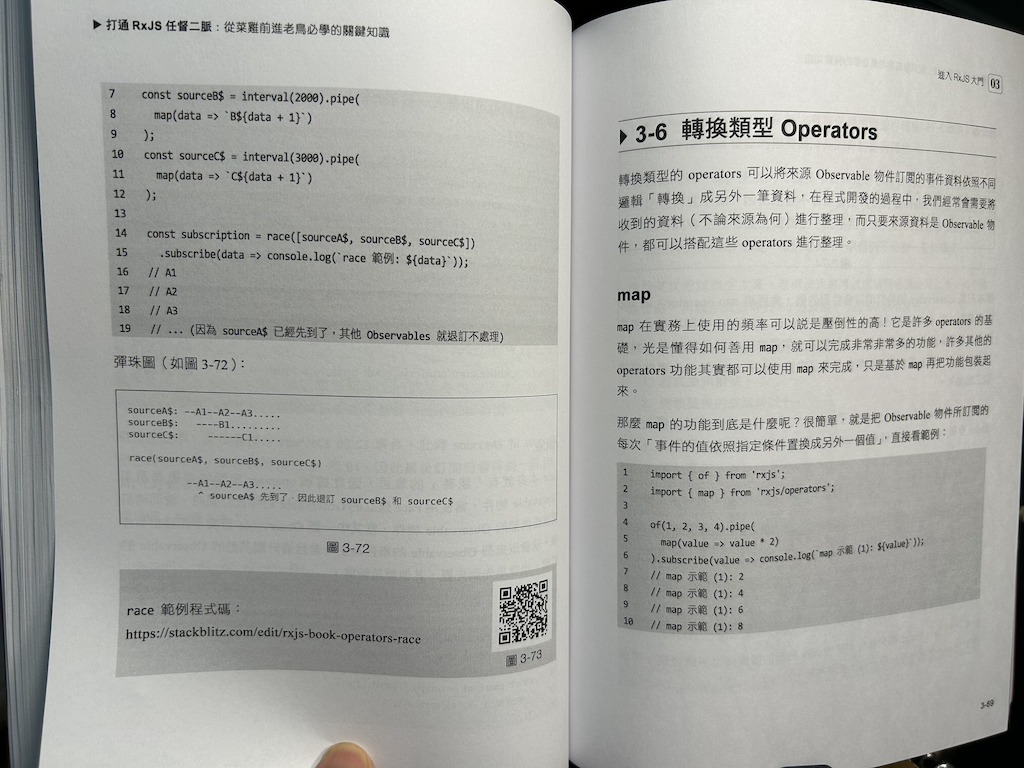 ▶ 打通 RxJS 任督二脈：從菜雞前進老鳥必學的關鍵知識
7 const sourceB$ = interval(2000).pipe(
8 map(data => `B${data + 1}`)
9 );
10 const sourceC$ = interval(3000).pipe(
11 map(data => `C${data + 1}`)
12 );
13
14 const subscription = race([sourceA$, sourceB$, sourceC$])
15 .subscribe(data => console.log(`race 範例: ${data}`));
16 // A1
17 // A2
18 // A3
19 // ... (因為 sourceA$ 已經先到了，其他 Observables 就退訂不處理)
彈珠圖（如圖 3-72）：
sourceA$: --A1--A2--A3.....
sourceB$: ----B1.........
sourceC$: ------C1.....
race(sourceA$, sourceB$, sourceC$)
--A1--A2--A3.....
^ sourceA$ 先到了，因此退訂 sourceB$ 和 sourceC$
圖 3-72
race 範例程式碼：
https://stackblitz.com/edit/rxjs-book-operators-race
圖 3-73
進入 RxJS 大門 03
▶ 3-6 轉換類型 Operators
轉換類型的 operators 可以將來源 Observable 物件訂閱的事件資料依照不同
邏輯「轉換」成另外一筆資料，在程式開發的過程中，我們經常會需要將
收到的資料（不論來源為何）進行整理，而只要來源資料是 Observable 物
件，都可以搭配這些 operators 進行整理。
map
map 在實務上使用的頻率可以說是壓倒性的高！它是許多 operators 的基
礎，光是懂得如何善用 map，就可以完成非常非常多的功能，許多其他的
operators 功能其實都可以使用 map 來完成，只是基於 map 再把功能包裝起
來。
那麼 map 的功能到底是什麼呢？很簡單，就是把 Observable 物件所訂閱的
每次「事件的值依照指定條件置換成另外一個值」，直接看範例：
1 import { of } from 'rxjs';
2 import { map } from 'rxjs/operators';
3
4 of(1, 2, 3, 4).pipe(
5 map(value => value * 2)
6 ).subscribe(value => console.log(`map 示範 (1): ${value}`));
7 // map 示範 (1): 2
8 // map 示範 (1): 4
9 // map 示範 (1): 6
10 // map 示範 (1): 8
3-69